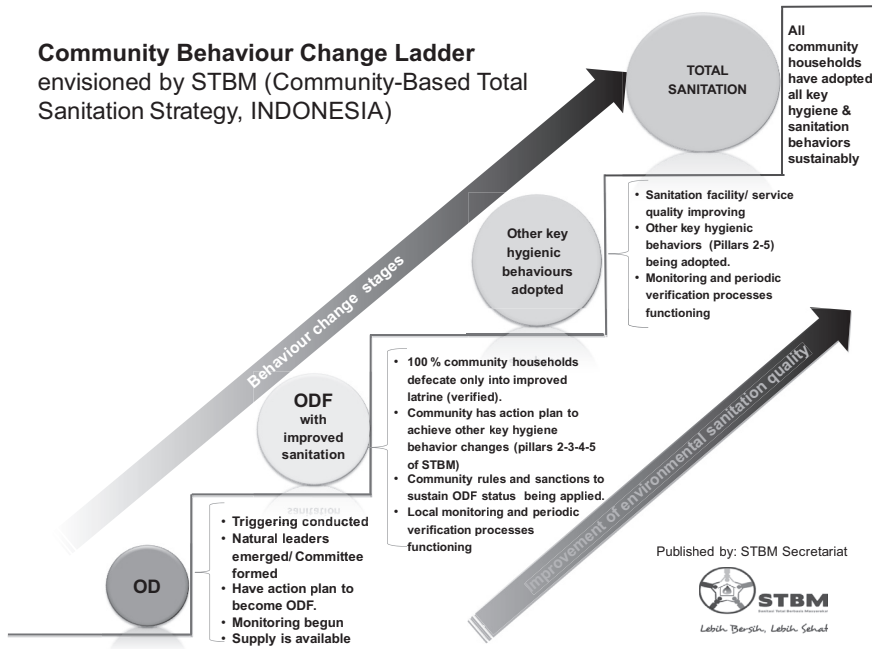 Community Behaviour Change Ladder
envisioned by STBM (Community-Based Total
Sanitation Strategy, INDONESIA)
TOTAL
SANITATION
All
community
households
have adopted
all key
hygiene &
sanitation
behaviors
sustainably
Behaviour change stages
Other key
hygienic
behaviours
adopted
• Sanitation facility/ service
quality improving
• Other key hygienic
behaviors (Pillars 2-5)
being adopted.
• Monitoring and periodic
verification processes
functioning
ODF
with
improved
sanitation
• 100 % community households
defecate only into improved
latrine (verified).
• Community has action plan to
achieve other key hygiene
behavior changes (pillars 2-3-4-5
of STBM)
• Community rules and sanctions to
sustain ODF status being applied.
• Local monitoring and periodic
verification processes
functioning
Improvement of environmental sanitation quality
OD
• Triggering conducted
• Natural leaders
emerged/ Committee
formed
• Have action plan to
become ODF.
• Monitoring begun
• Supply is available
Published by: STBM Secretariat
STBM
Lebih Bersih, Lebih Sehat